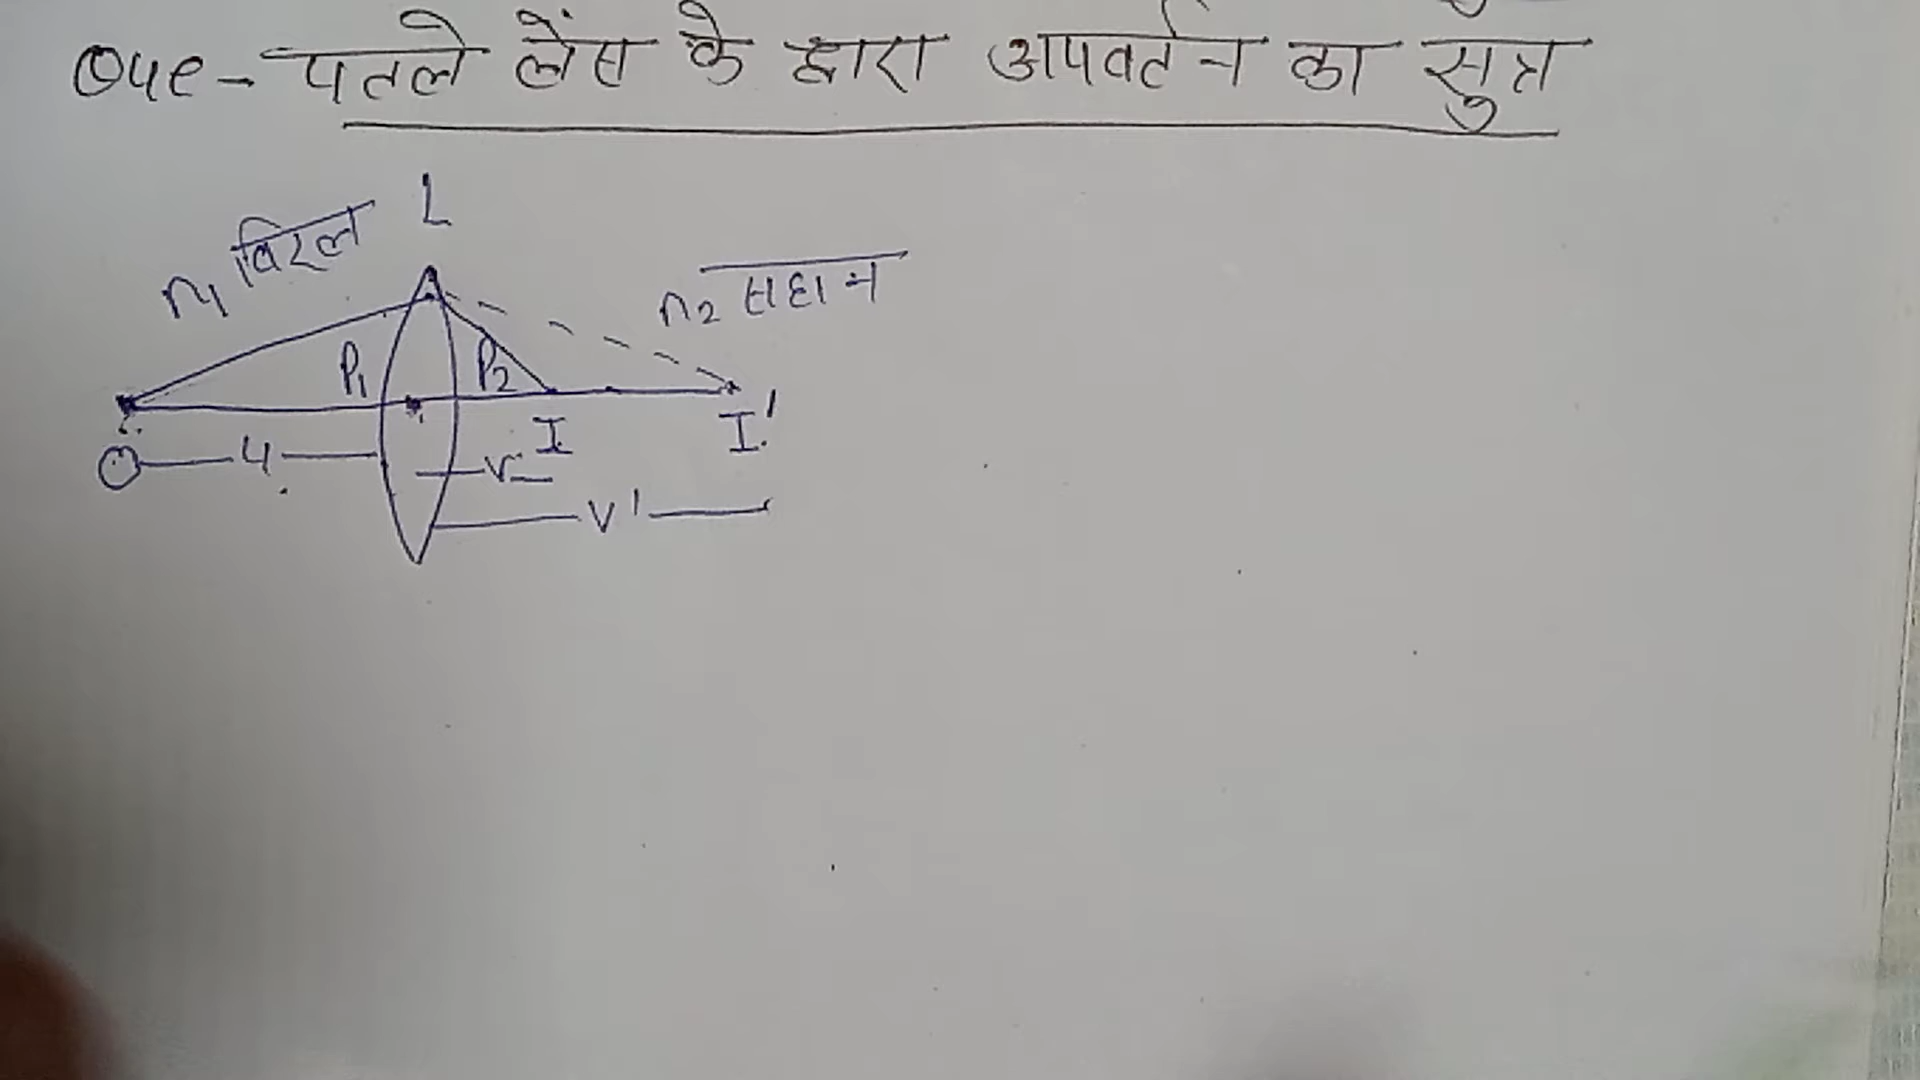 Que- पतले लेंस के द्वारा अपवर्तन का सुत्र
L
n1 विरल
n2 सघन
P1 P2
O u I I'
v
v'